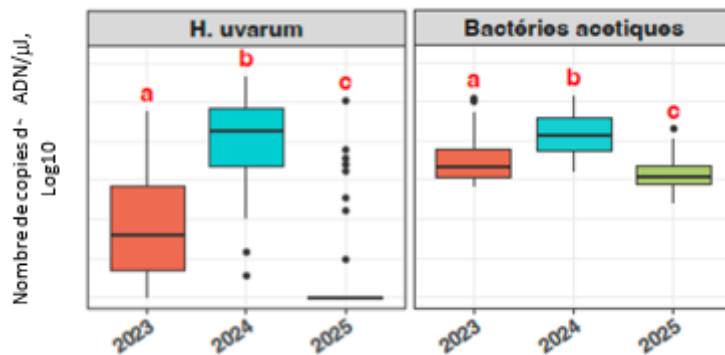 H. uvarum
Bactéries acetiques
Nombre de copies d~ ADN/µl,
Log10
a
b
c
a
b
c
2023
2024
2025
2023
2024
2025